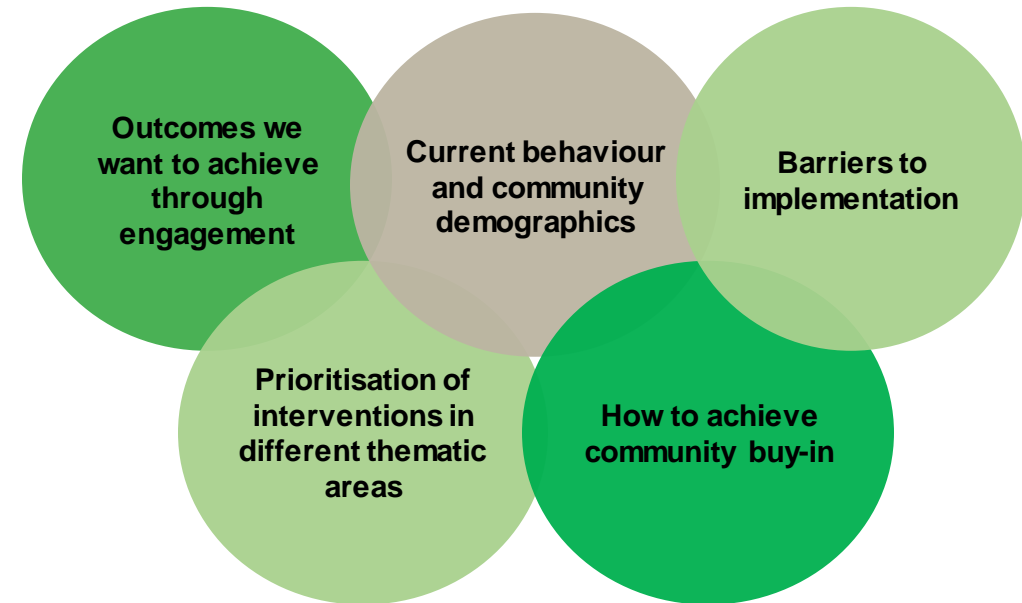 Outcomes we
want to achieve
through
engagement
Current behaviour
and community
demographics
Barriers to
implementation
Prioritisation of
interventions in
different thematic
areas
How to achieve
community buy-in